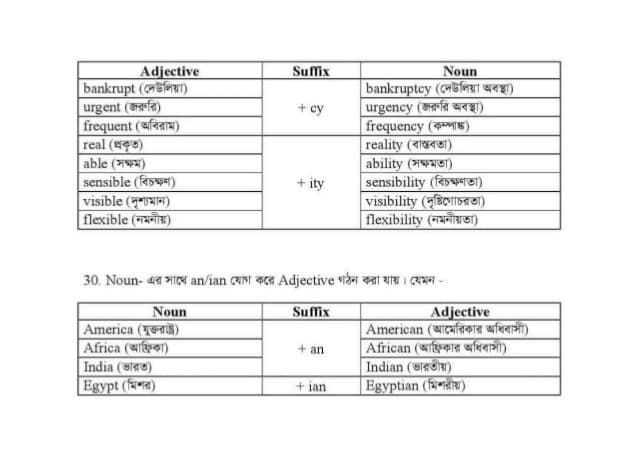 Adjective Suffix Noun
bankrupt (দেউলিয়া) bankruptcy (দেউলিয়া অবস্থা)
urgent (জরুরি) + cy urgency (জরুরি অবস্থা)
frequent (অবিরাম) frequency (কম্পাঙ্ক)
real (প্রকৃত) reality (বাস্তবতা)
able (সক্ষম) ability (সক্ষমতা)
sensible (বিচক্ষণ) + ity sensibility (বিচক্ষণতা)
visible (দৃশ্যমান) visibility (দৃষ্টিগোচরতা)
flexible (নমনীয়) flexibility (নমনীয়তা)
30. Noun- এর সাথে an/ian যোগ করে Adjective গঠন করা যায়। যেমন -
Noun Suffix Adjective
America (যুক্তরাষ্ট্র) American (আমেরিকার অধিবাসী)
Africa (আফ্রিকা) + an African (আফ্রিকার অধিবাসী)
India (ভারত) Indian (ভারতীয়)
Egypt (মিশর) + ian Egyptian (মিশরীয়)